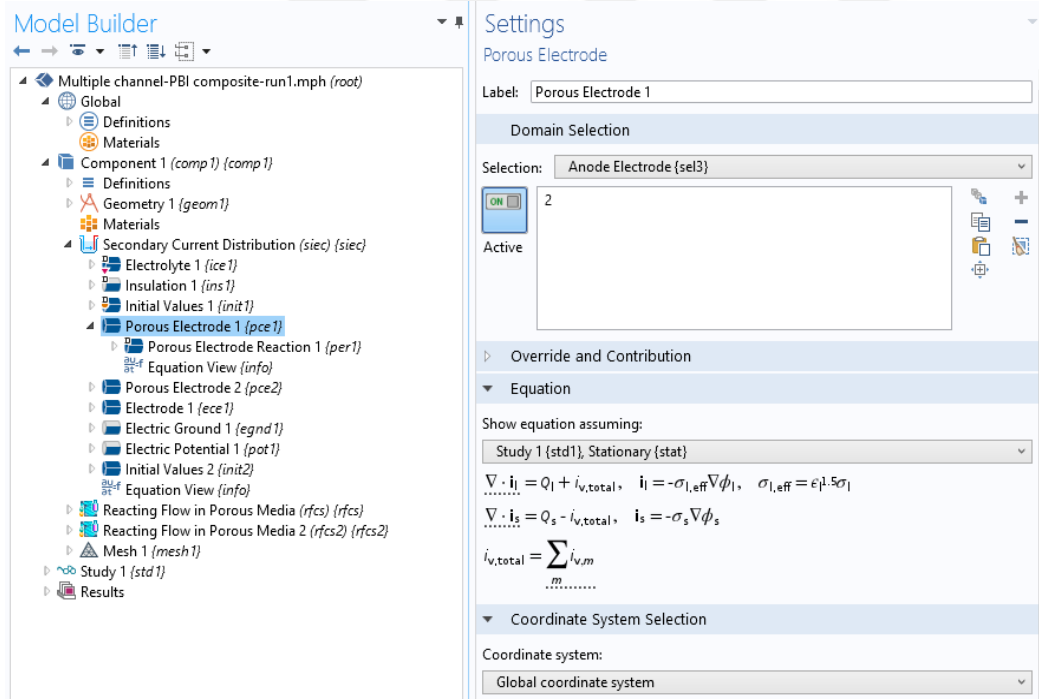 Model Builder
Multiple channel-PBI composite-run1.mph (root)
Global
Definitions
Materials
Component 1 (comp1) {comp1}
Definitions
Geometry 1 {geom1}
Materials
Secondary Current Distribution (siec) {siec}
Electrolyte 1 {ice1}
Insulation 1 {ins1}
Initial Values 1 {init1}
Porous Electrode 1 {pce1}
Porous Electrode Reaction 1 {per1}
Equation View {info}
Porous Electrode 2 {pce2}
Electrode 1 {ece1}
Electric Ground 1 {egnd1}
Electric Potential 1 {pot1}
Initial Values 2 {init2}
Equation View {info}
Reacting Flow in Porous Media (rfcs) {rfcs}
Reacting Flow in Porous Media 2 (rfcs2) {rfcs2}
Mesh 1 {mesh1}
Study 1 {std1}
Results
Settings
Porous Electrode
Label: Porous Electrode 1
Domain Selection
Selection: Anode Electrode {sel3}
ON
2
Active
Override and Contribution
Equation
Show equation assuming:
Study 1 {std1}, Stationary {stat}
∇ · i_l = Q_l + i_v,total, i_l = -σ_l,eff∇ϕ_l, σ_l,eff = ϵ_l^1.5σ_l
∇ · i_s = Q_s - i_v,total, i_s = -σ_s∇ϕ_s
i_v,total = ∑_m i_v,m
Coordinate System Selection
Coordinate system:
Global coordinate system